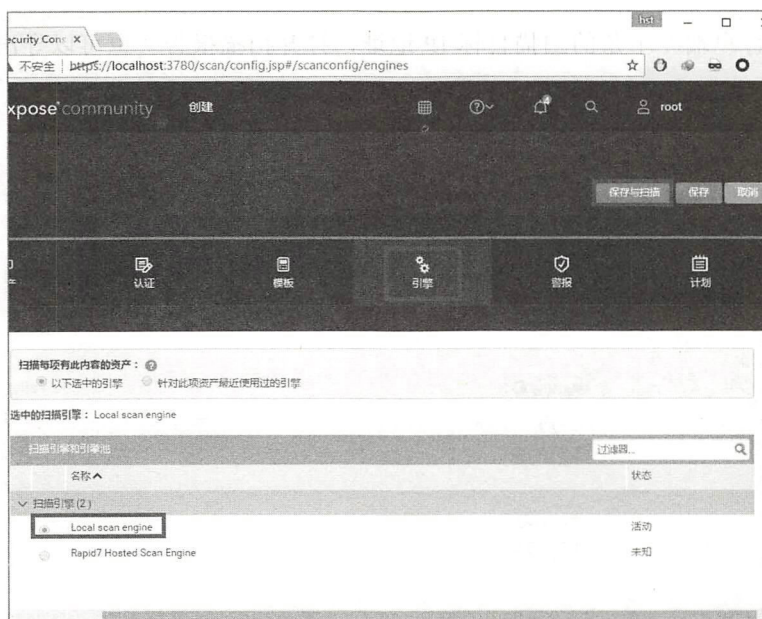 hst
ecurity Cons ×
不安全 | https://localhost:3780/scan/config.jsp#/scanconfig/engines
xpose community 创建 4 root
保存与扫描 保存 取消
认证 模板 引擎 警报 计划
扫描每项有此内容的资产：
以下选中的引擎 针对此项资产最近使用过的引擎
选中的扫描引擎： Local scan engine
扫描引擎和引擎池 过滤器...
名称 状态
扫描引擎 (2)
Local scan engine 活动
Rapid7 Hosted Scan Engine 未知